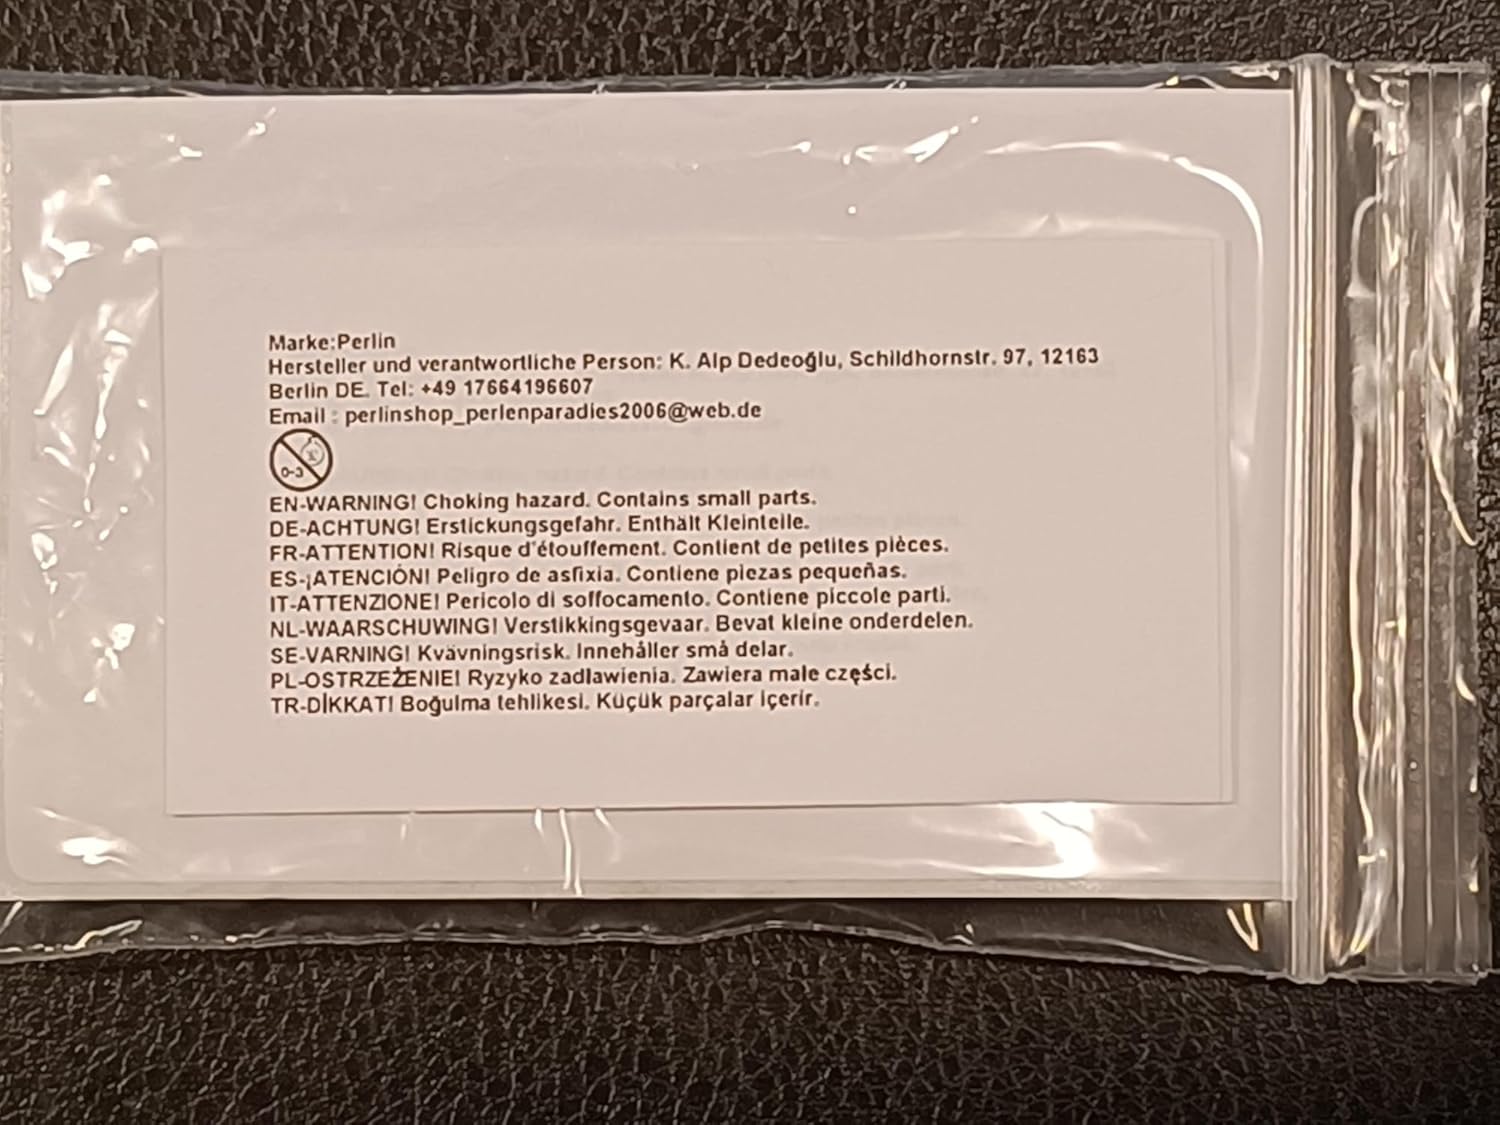 Marke:Perlin
Hersteller und verantwortliche Person: K. Alp Dedeoğlu, Schildhornstr. 97, 12163
Berlin DE. Tel: +49 17664196607
Email : perlinshop_perlenparadies2006@web.de
0-3
EN-WARNING! Choking hazard. Contains small parts.
DE-ACHTUNG! Erstickungsgefahr. Enthält Kleinteile.
FR-ATTENTION! Risque d'étouffement. Contient de petites pièces.
ES-¡ATENCIÓN! Peligro de asfixia. Contiene piezas pequeñas.
IT-ATTENZIONE! Pericolo di soffocamento. Contiene piccole parti.
NL-WAARSCHUWING! Verstikkingsgevaar. Bevat kleine onderdelen.
SE-VARNING! Kvävningsrisk. Innehåller små delar.
PL-OSTRZEŻENIE! Ryzyko zadlawienia. Zawiera male części.
TR-DİKKAT! Boğulma tehlikesi. Küçük parçalar içerir.